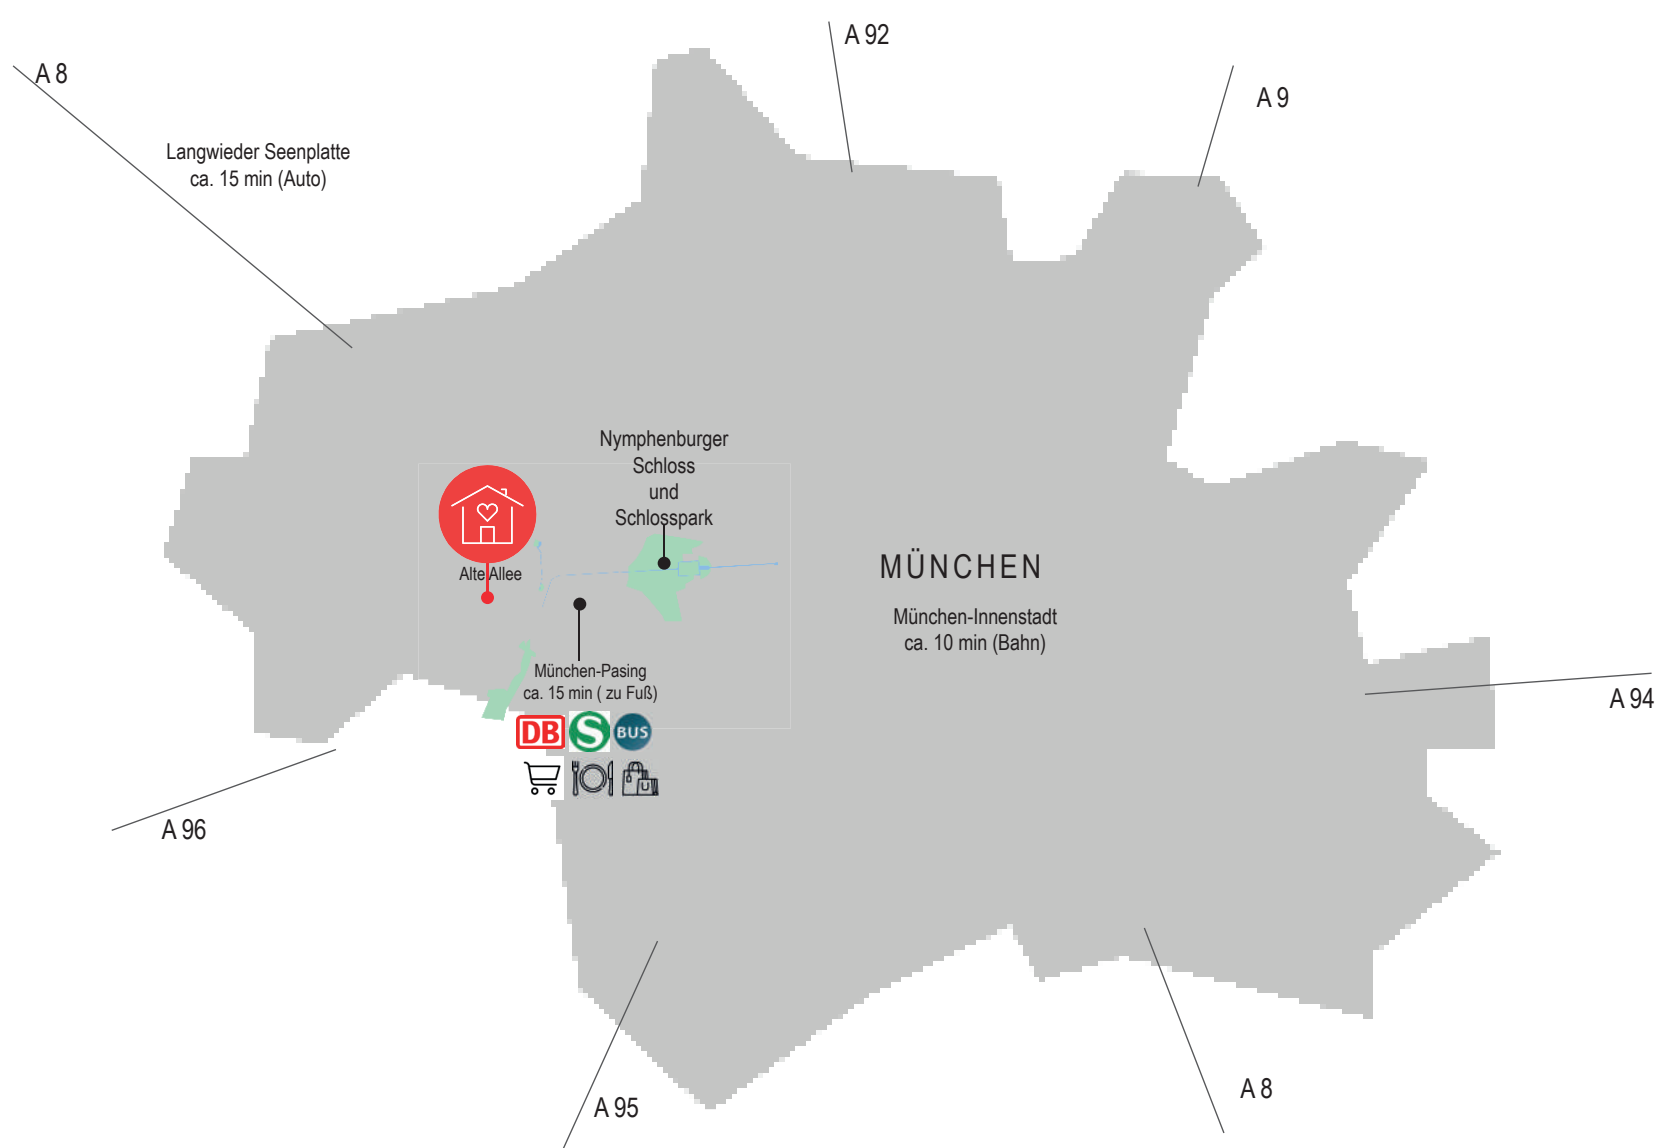 A 92
A 8
A 9
Langwieder Seenplatte
ca. 15 min (Auto)
Nymphenburger
Schloss
und
Schlosspark
Alte Allee
MÜNCHEN
München-Innenstadt
ca. 10 min (Bahn)
München-Pasing
ca. 15 min ( zu Fuß)
A 94
DB
S
BUS
A 96
A 8
A 95